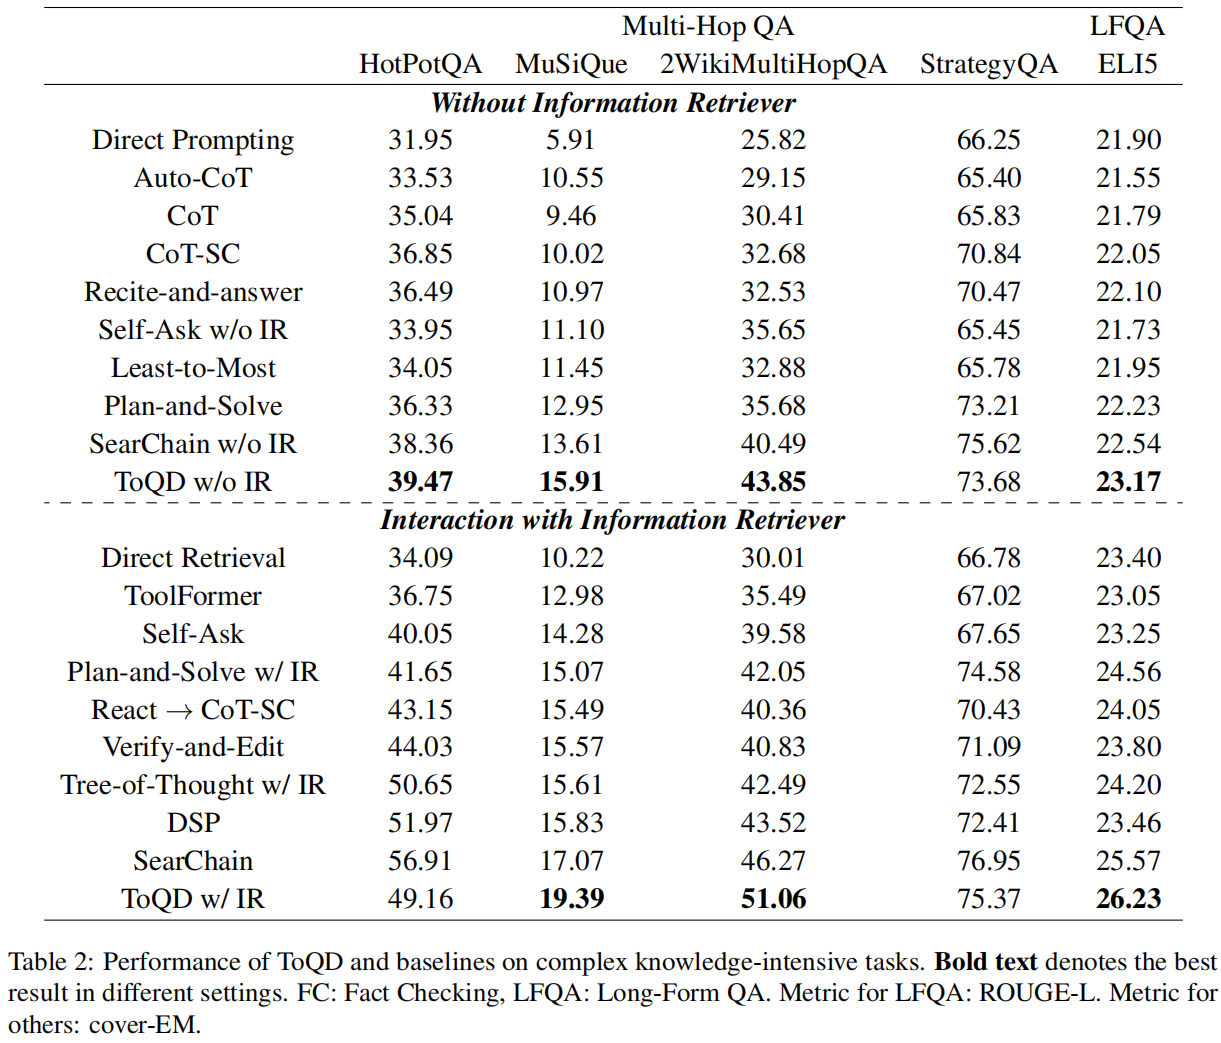 Multi-Hop QA LFQA
HotPotQA MuSiQue 2WikiMultiHopQA StrategyQA ELI5
Without Information Retriever
Direct Prompting 31.95 5.91 25.82 66.25 21.90
Auto-CoT 33.53 10.55 29.15 65.40 21.55
CoT 35.04 9.46 30.41 65.83 21.79
CoT-SC 36.85 10.02 32.68 70.84 22.05
Recite-and-answer 36.49 10.97 32.53 70.47 22.10
Self-Ask w/o IR 33.95 11.10 35.65 65.45 21.73
Least-to-Most 34.05 11.45 32.88 65.78 21.95
Plan-and-Solve 36.33 12.95 35.68 73.21 22.23
SearChain w/o IR 38.36 13.61 40.49 75.62 22.54
ToQD w/o IR 39.47 15.91 43.85 73.68 23.17
Interaction with Information Retriever
Direct Retrieval 34.09 10.22 30.01 66.78 23.40
ToolFormer 36.75 12.98 35.49 67.02 23.05
Self-Ask 40.05 14.28 39.58 67.65 23.25
Plan-and-Solve w/ IR 41.65 15.07 42.05 74.58 24.56
React → CoT-SC 43.15 15.49 40.36 70.43 24.05
Verify-and-Edit 44.03 15.57 40.83 71.09 23.80
Tree-of-Thought w/ IR 50.65 15.61 42.49 72.55 24.20
DSP 51.97 15.83 43.52 72.41 23.46
SearChain 56.91 17.07 46.27 76.95 25.57
ToQD w/ IR 49.16 19.39 51.06 75.37 26.23
Table 2: Performance of ToQD and baselines on complex knowledge-intensive tasks. Bold text denotes the best
result in different settings. FC: Fact Checking, LFQA: Long-Form QA. Metric for LFQA: ROUGE-L. Metric for
others: cover-EM.